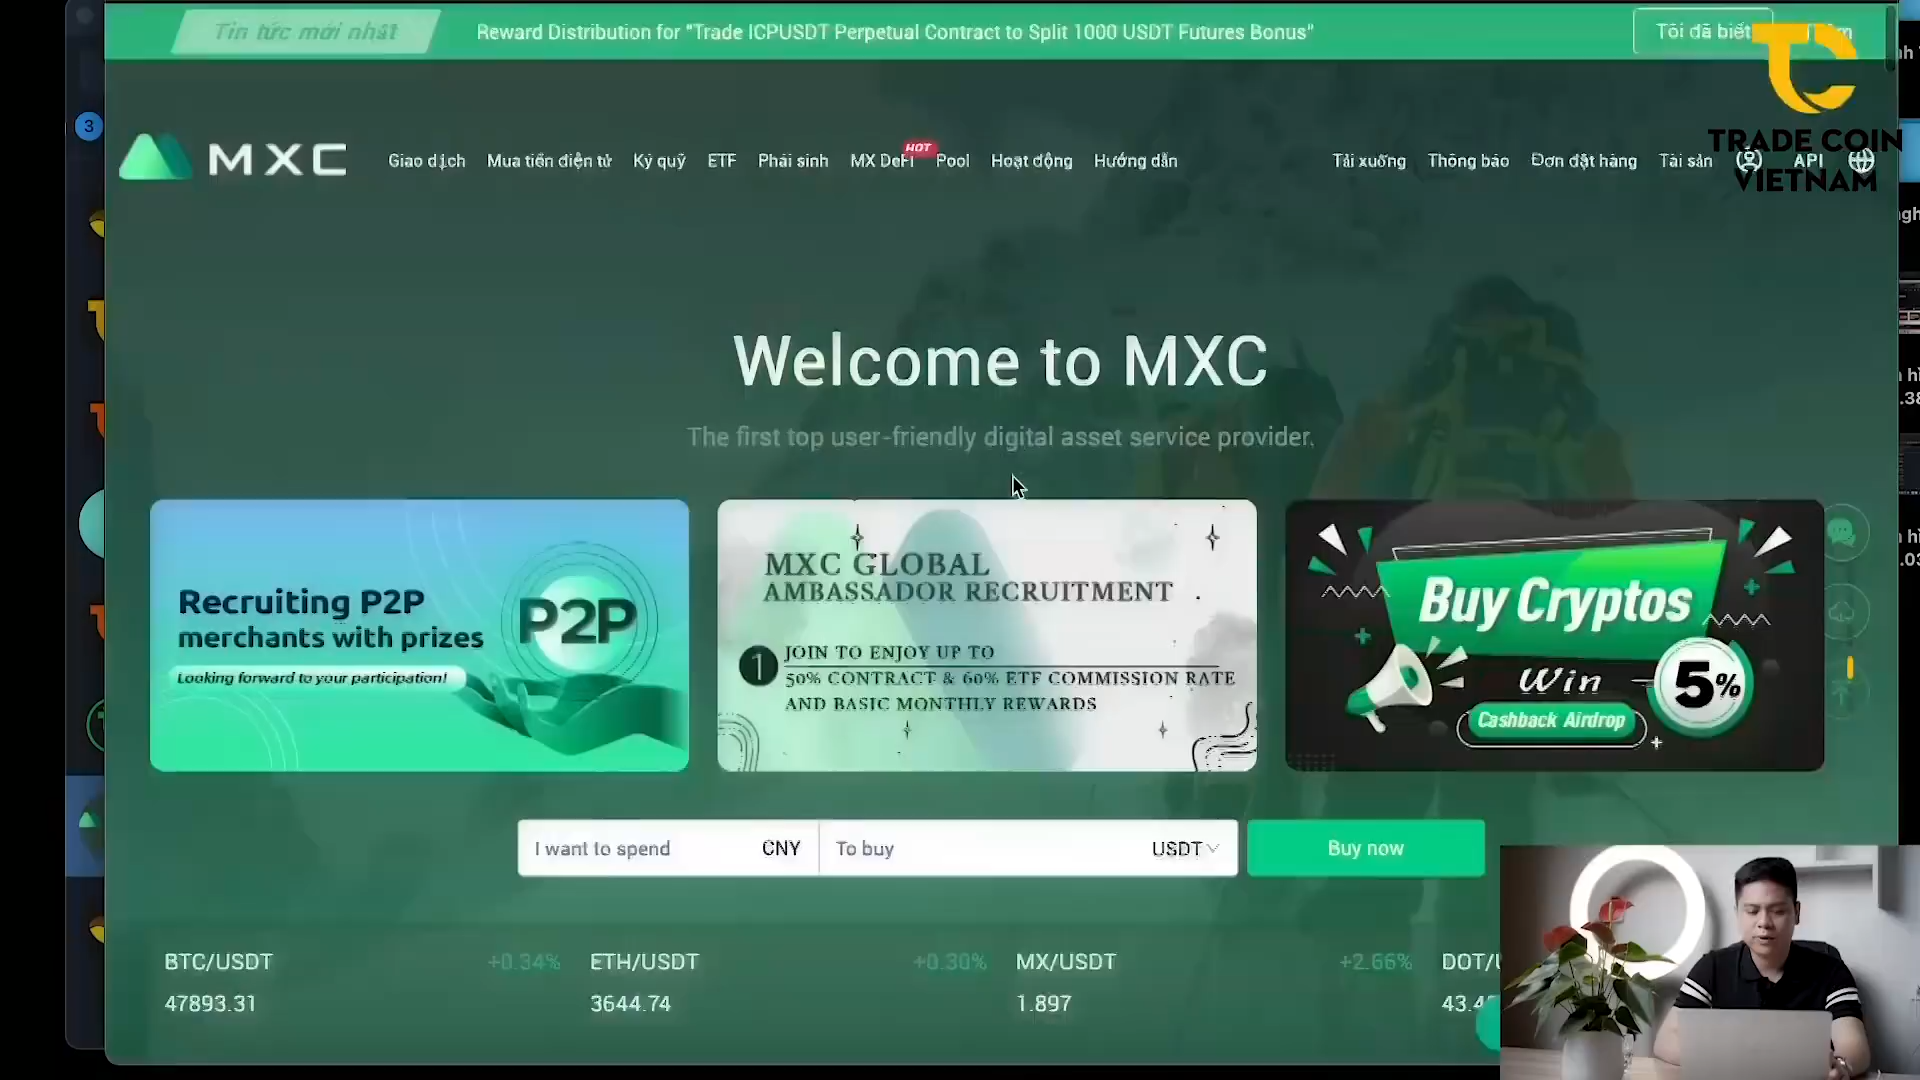 Tin tức mới nhất
Reward Distribution for "Trade ICPUSDT Perpetual Contract to Split 1000 USDT Futures Bonus"
Tôi đã biết
TRADE COIN
VIETNAM
3
MXC
Giao dịch
Mua tiền điện tử
Ký quỹ
ETF
Phái sinh
MX DeFi
HOT
Pool
Hoạt động
Hướng dẫn
Tải xuống
Thông báo
Đơn đặt hàng
Tài sản
API
Welcome to MXC
The first top user-friendly digital asset service provider.
Recruiting P2P
merchants with prizes
Looking forward to your participation!
P2P
MXC GLOBAL
AMBASSADOR RECRUITMENT
1
JOIN TO ENJOY UP TO
50% CONTRACT & 60% ETF COMMISSION RATE
AND BASIC MONTHLY REWARDS
Buy Cryptos
Win
5%
Cashback Airdrop
I want to spend
CNY
To buy
USDT
Buy now
BTC/USDT
+0.34%
ETH/USDT
+0.30%
MX/USDT
+2.66%
47893.31
3644.74
1.897